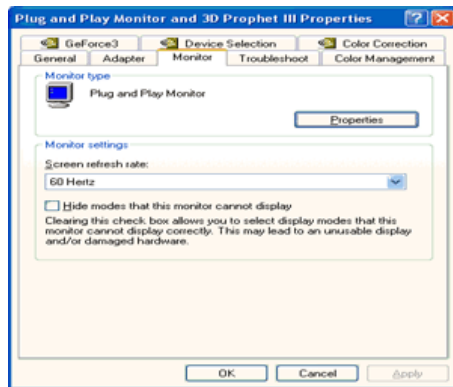 Plug and Play Monitor and 3D Prophet III Properties
GeForce3 Device Selection Color Correction
General Adapter Monitor Troubleshoot Color Management
Monitor type
Plug and Play Monitor
Properties
Monitor settings
Screen refresh rate:
60 Hertz
Hide modes that this monitor cannot display
Clearing this check box allows you to select display modes that this
monitor cannot display correctly. This may lead to an unusable display
and/or damaged hardware.
OK Cancel Apply